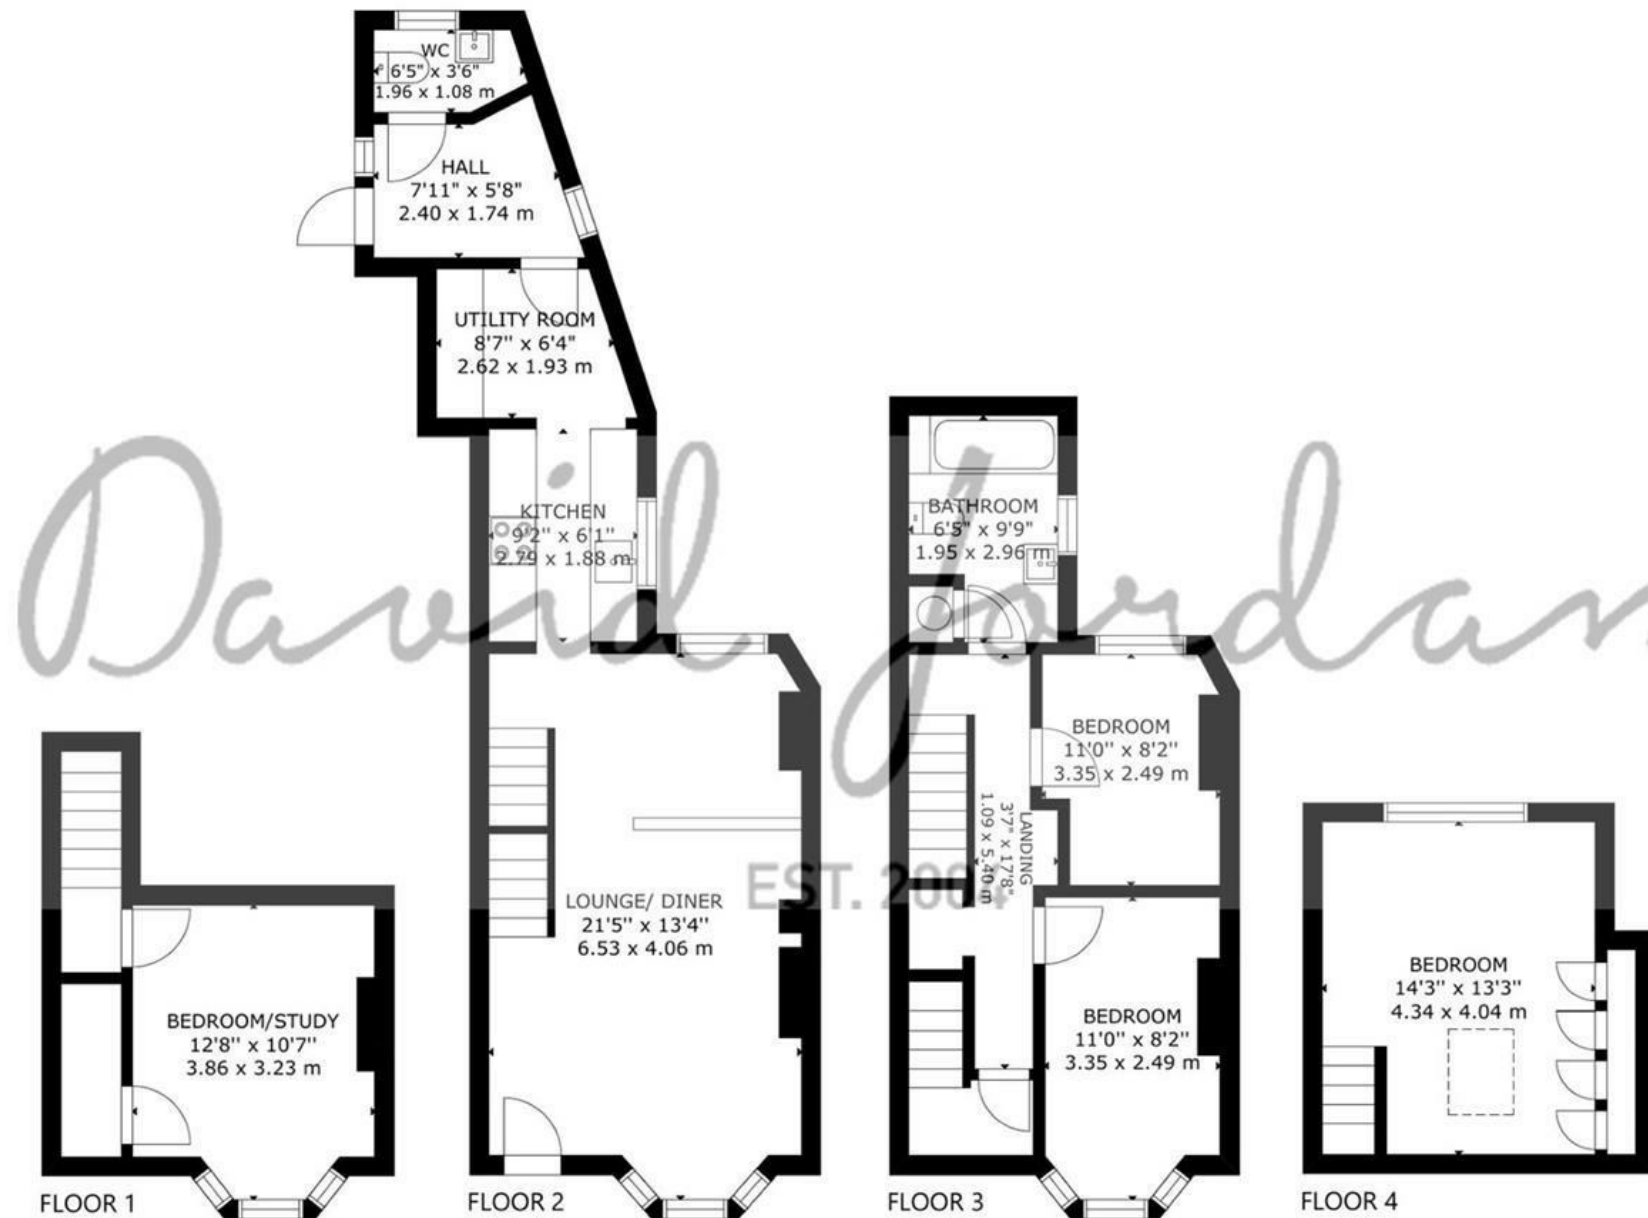 WC
6'5" x 3'6"
1.96 x 1.08 m
HALL
7'11" x 5'8"
2.40 x 1.74 m
UTILITY ROOM
8'7" x 6'4"
2.62 x 1.93 m
KITCHEN
9'2" x 6'1"
2.79 x 1.88 m
LOUNGE/ DINER
21'5" x 13'4"
6.53 x 4.06 m
BEDROOM/STUDY
12'8" x 10'7"
3.86 x 3.23 m
BATHROOM
6'5" x 9'9"
1.95 x 2.96 m
BEDROOM
11'0" x 8'2"
3.35 x 2.49 m
LANDING
3'7" x 17'8"
1.09 x 5.40 m
BEDROOM
11'0" x 8'2"
3.35 x 2.49 m
BEDROOM
14'3" x 13'3"
4.34 x 4.04 m
David Jordan
EST. 2004
FLOOR 1
FLOOR 2
FLOOR 3
FLOOR 4